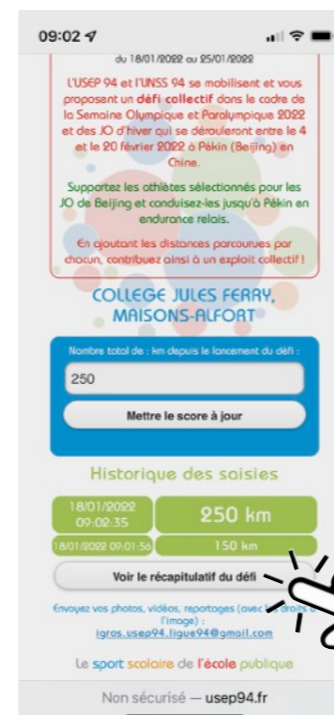 09:02
du 18/01/2022 au 25/01/2022
L'USEP 94 et l'UNSS 94 se mobilisent et vous
proposent un défi collectif dans le cadre de
la Semaine Olympique et Paralympique 2022
et des JO d'hiver qui se dérouleront entre le 4
et le 20 février 2022 à Pékin (Beijing) en
Chine.
Supportez les athlètes sélectionnés pour les
JO de Beijing et conduisez-les jusqu'à Pékin en
endurance relais.
En ajoutant les distances parcourues par
chacun, contribuez ainsi à un exploit collectif !
COLLEGE JULES FERRY,
MAISONS-ALFORT
Nombre total de : km depuis le lancement du défi :
250
Mettre le score à jour
Historique des saisies
18/01/2022
09:02:35
250 km
18/01/2022 09:01:56
150 km
Voir le récapitulatif du défi
Envoyez vos photos, vidéos, reportages (avec les droits à
l'image) :
igros.usep94.ligue94@gmail.com
Le sport scolaire de l'école publique
Non sécurisé — usep94.fr